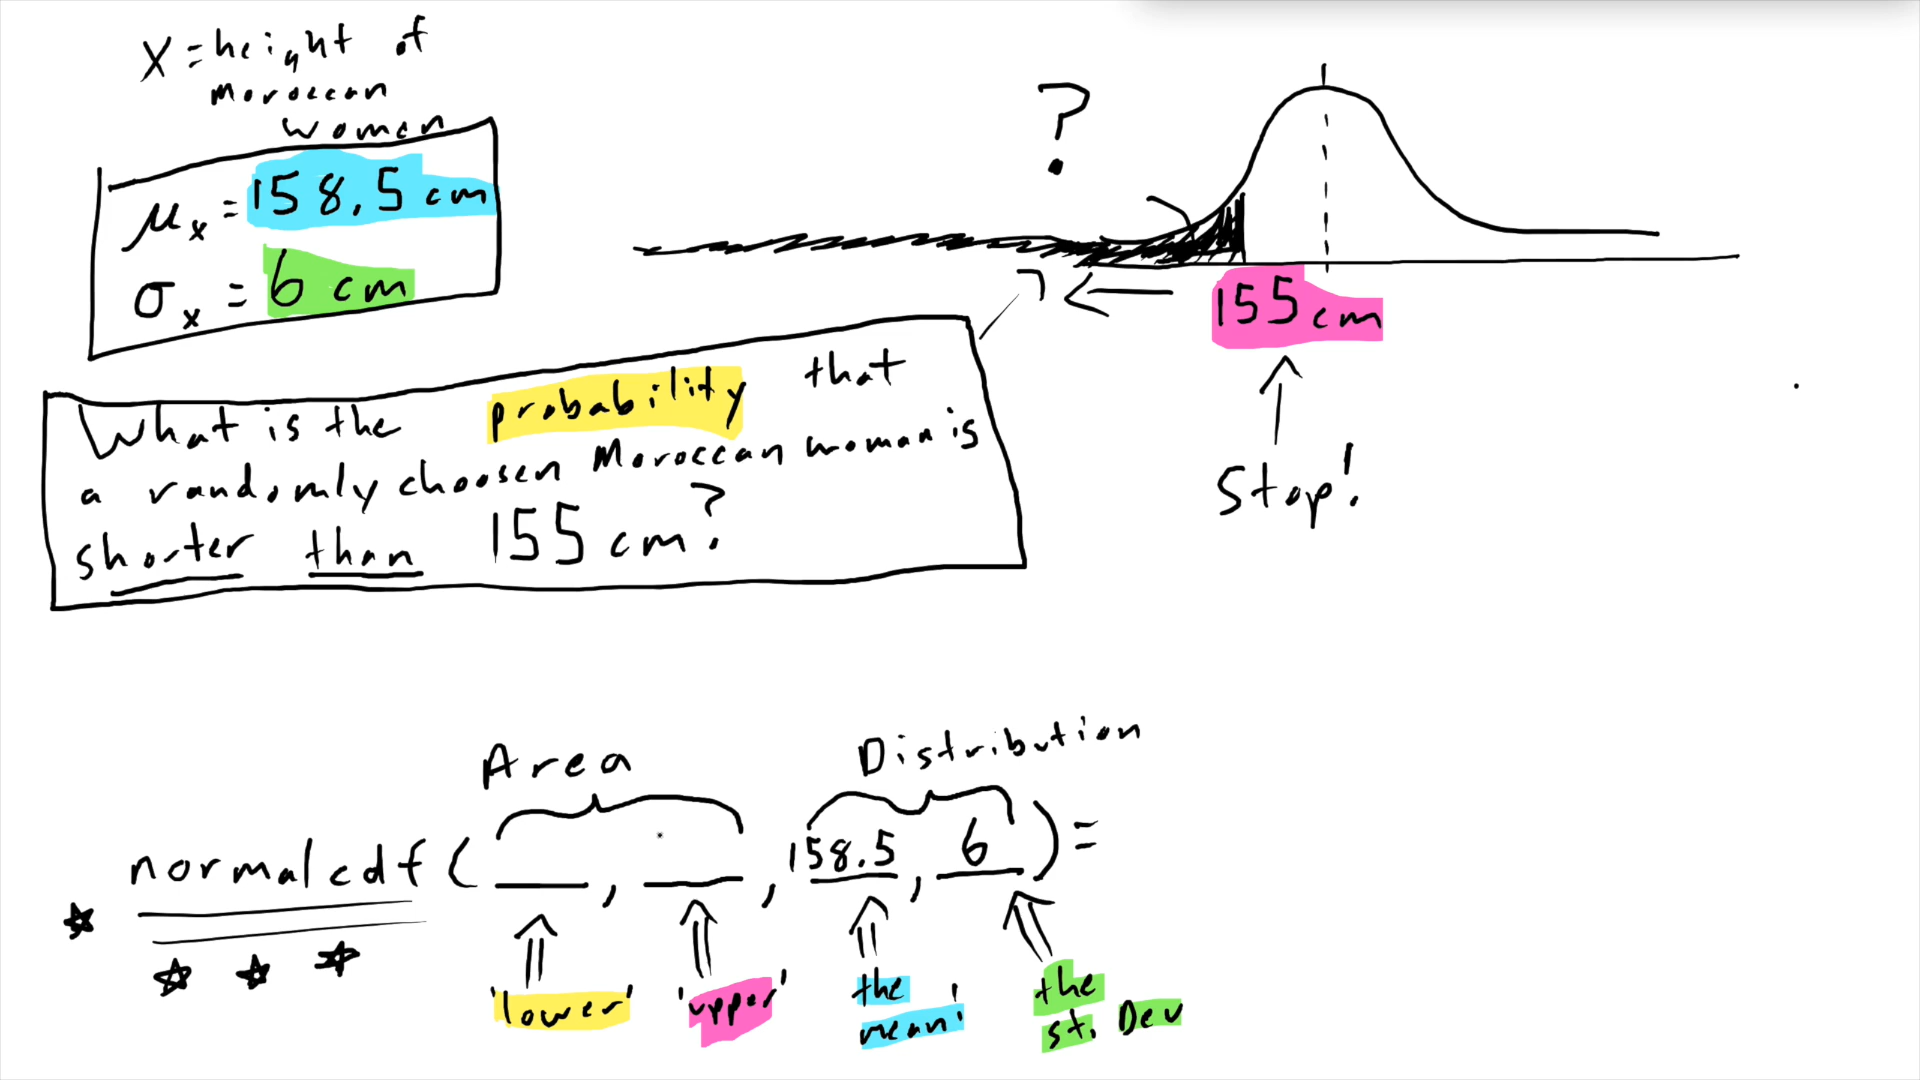 X = height of
moroccan
women
μx = 158.5 cm
σx = 6 cm
?
155 cm
Stop!
What is the probability that
a randomly choosen Moroccan woman is
shorter than 155 cm?
Area
Distribution
normalcdf ( __ , __ , 158.5 , 6 ) =
'lower' 'upper' the mean' the st. Dev